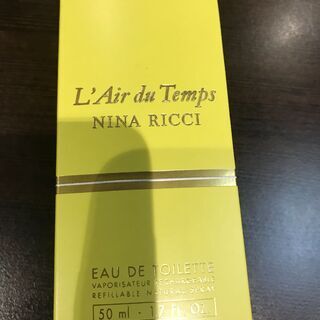 L'Air du Temps
NINA RICCI
EAU DE TOILETTE
VAPORISATEUR RECHARGEABLE
REFILLABLE NATURAL SPRAY
50 ml - 1.7 FL. OZ.